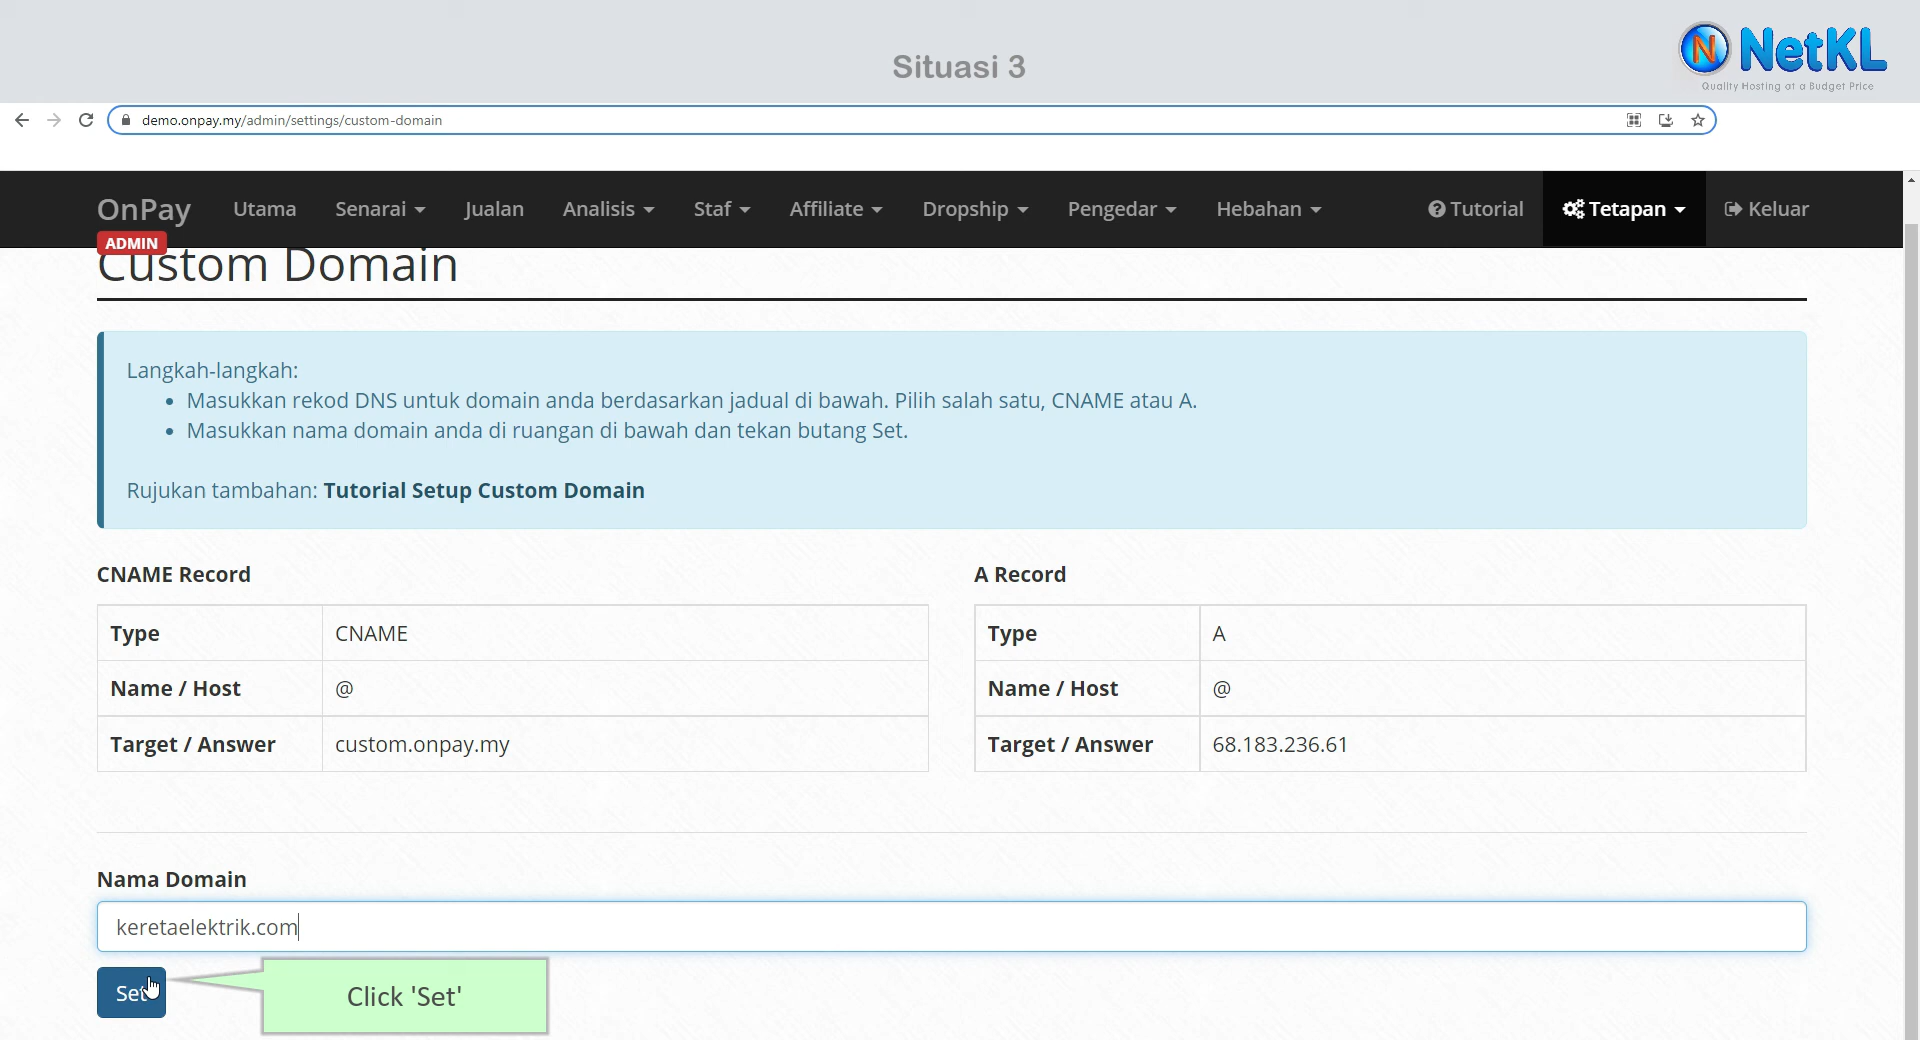 Situasi 3
N NetKL
Quality Hosting at a Budget Price
demo.onpay.my/admin/settings/custom-domain
OnPay Utama Senarai Jualan Analisis Staf Affiliate Dropship Pengedar Hebahan Tutorial Tetapan Keluar
ADMIN
Custom Domain
Langkah-langkah:
• Masukkan rekod DNS untuk domain anda berdasarkan jadual di bawah. Pilih salah satu, CNAME atau A.
• Masukkan nama domain anda di ruangan di bawah dan tekan butang Set.
Rujukan tambahan: Tutorial Setup Custom Domain
CNAME Record
Type CNAME
Name / Host @
Target / Answer custom.onpay.my
A Record
Type A
Name / Host @
Target / Answer 68.183.236.61
Nama Domain
keretaelektrik.com
Set
Click 'Set'